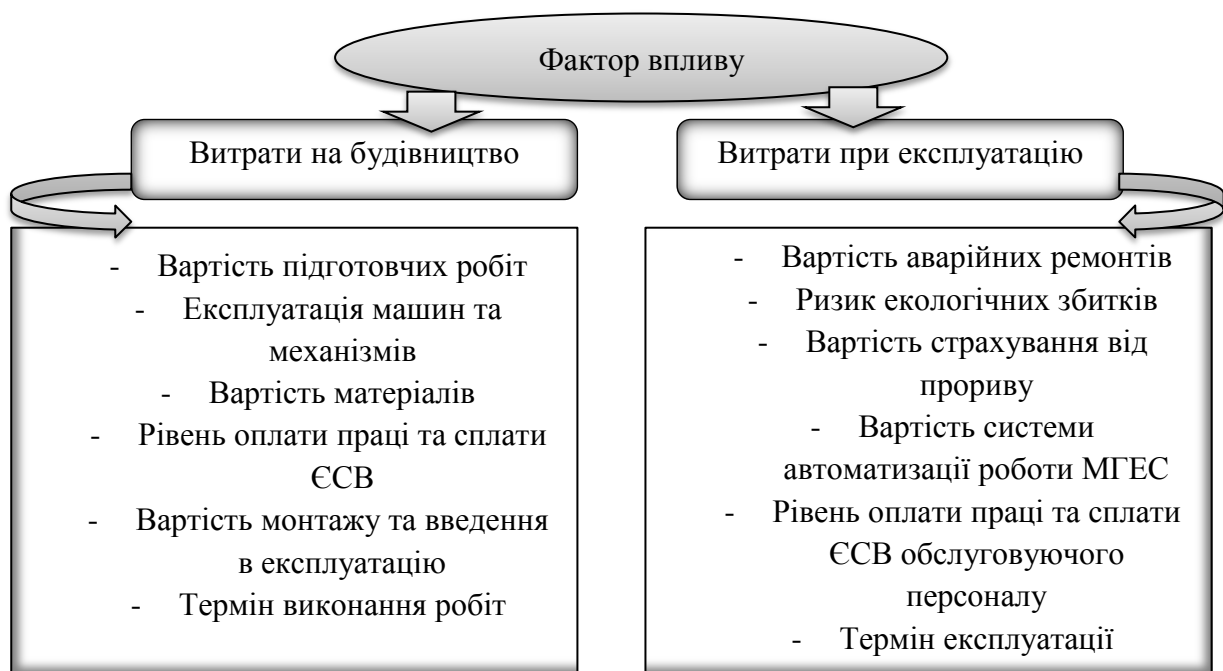 Фактор впливу
Витрати на будівництво
Витрати при експлуатацію
- Вартість підготовчих робіт
- Експлуатація машин та
механізмів
- Вартість матеріалів
- Рівень оплати праці та сплати
ЄСВ
- Вартість монтажу та введення
в експлуатацію
- Термін виконання робіт
- Вартість аварійних ремонтів
- Ризик екологічних збитків
- Вартість страхування від
прориву
- Вартість системи
автоматизації роботи МГЕС
- Рівень оплати праці та сплати
ЄСВ обслуговуючого
персоналу
- Термін експлуатації